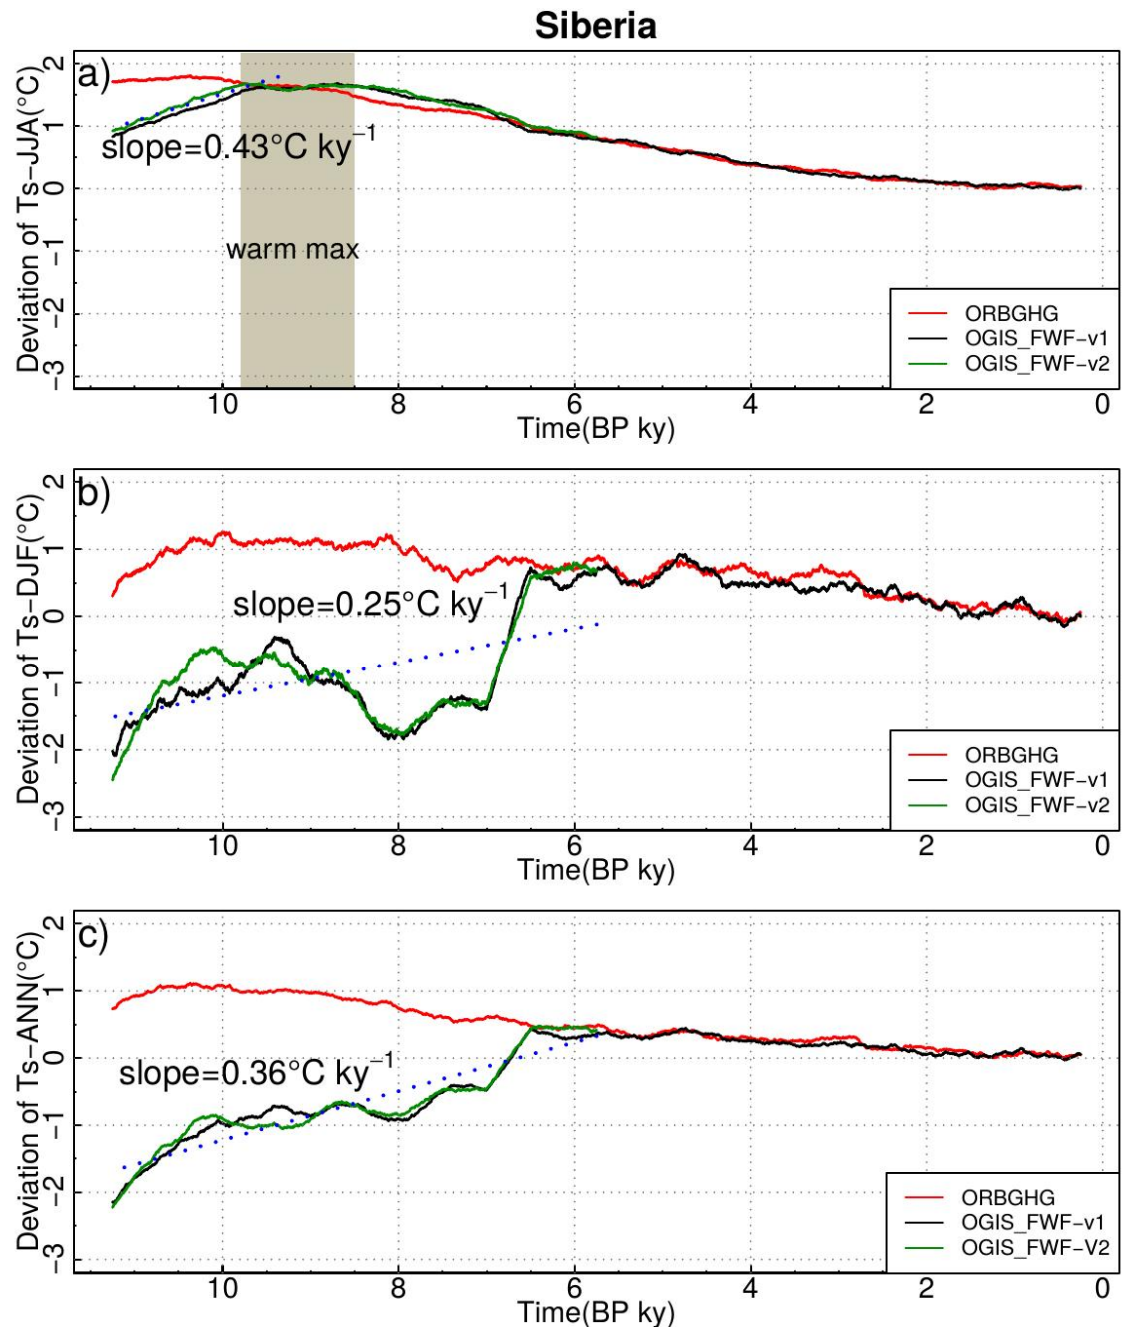 Siberia
a)
Deviation of Ts−JJA(°C)
2
1
0
−1
−2
−3
slope=0.43°C ky−1
warm max
ORBGHG
OGIS_FWF−v1
OGIS_FWF−v2
10 8 6 4 2 0
Time(BP ky)
b)
Deviation of Ts−DJF(°C)
2
1
0
−1
−2
−3
slope=0.25°C ky−1
ORBGHG
OGIS_FWF−v1
OGIS_FWF−v2
10 8 6 4 2 0
Time(BP ky)
c)
Deviation of Ts−ANN(°C)
2
1
0
−1
−2
−3
slope=0.36°C ky−1
ORBGHG
OGIS_FWF−v1
OGIS_FWF−V2
10 8 6 4 2 0
Time(BP ky)